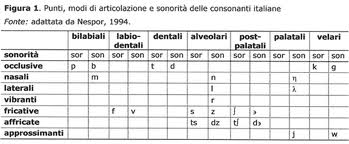 Figura 1. Punti, modi di articolazione e sonorità delle consonanti italiane
Fonte: adattata da Nespor, 1994.
bilabiali labio-dentali dentali alveolari post-palatali palatali velari
sonorità sor son sor son sor son sor son sor son sor son sor son
occlusive p b t d k g
nasali m n η
laterali l λ
vibranti r
fricative f v s z ʃ ɜ
affricate ts dz tʃ dɜ
approssimanti j w